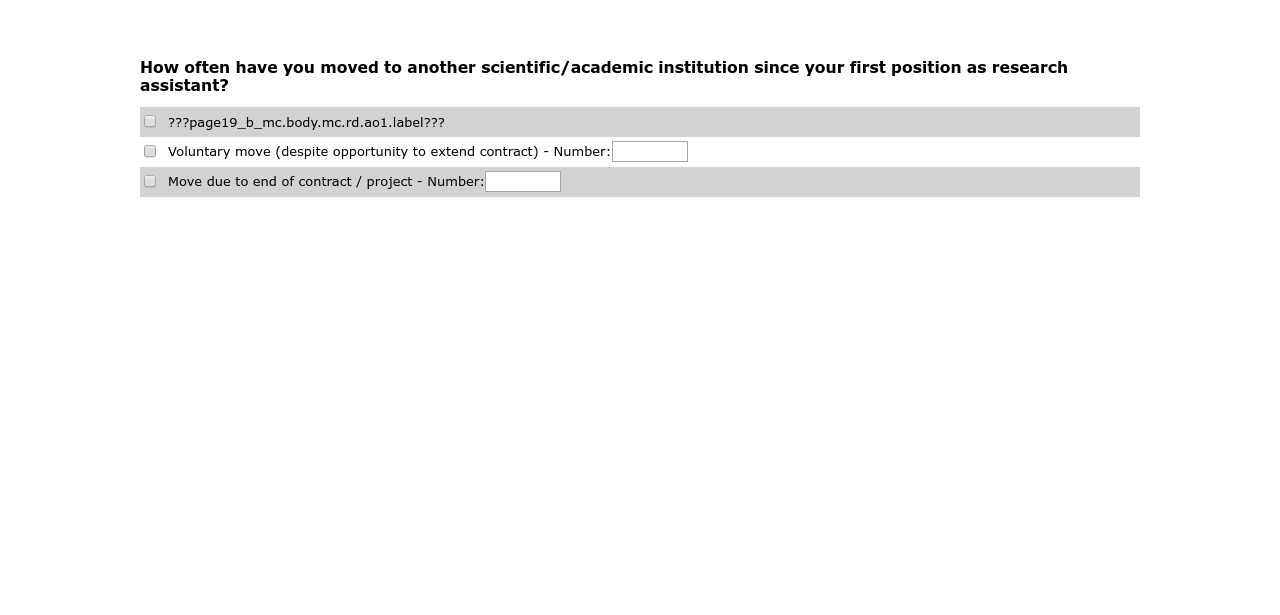 How often have you moved to another scientific/academic institution since your first position as research
assistant?
???page19_b_mc.body.mc.rd.ao1.label???
Voluntary move (despite opportunity to extend contract) - Number:
Move due to end of contract / project - Number: